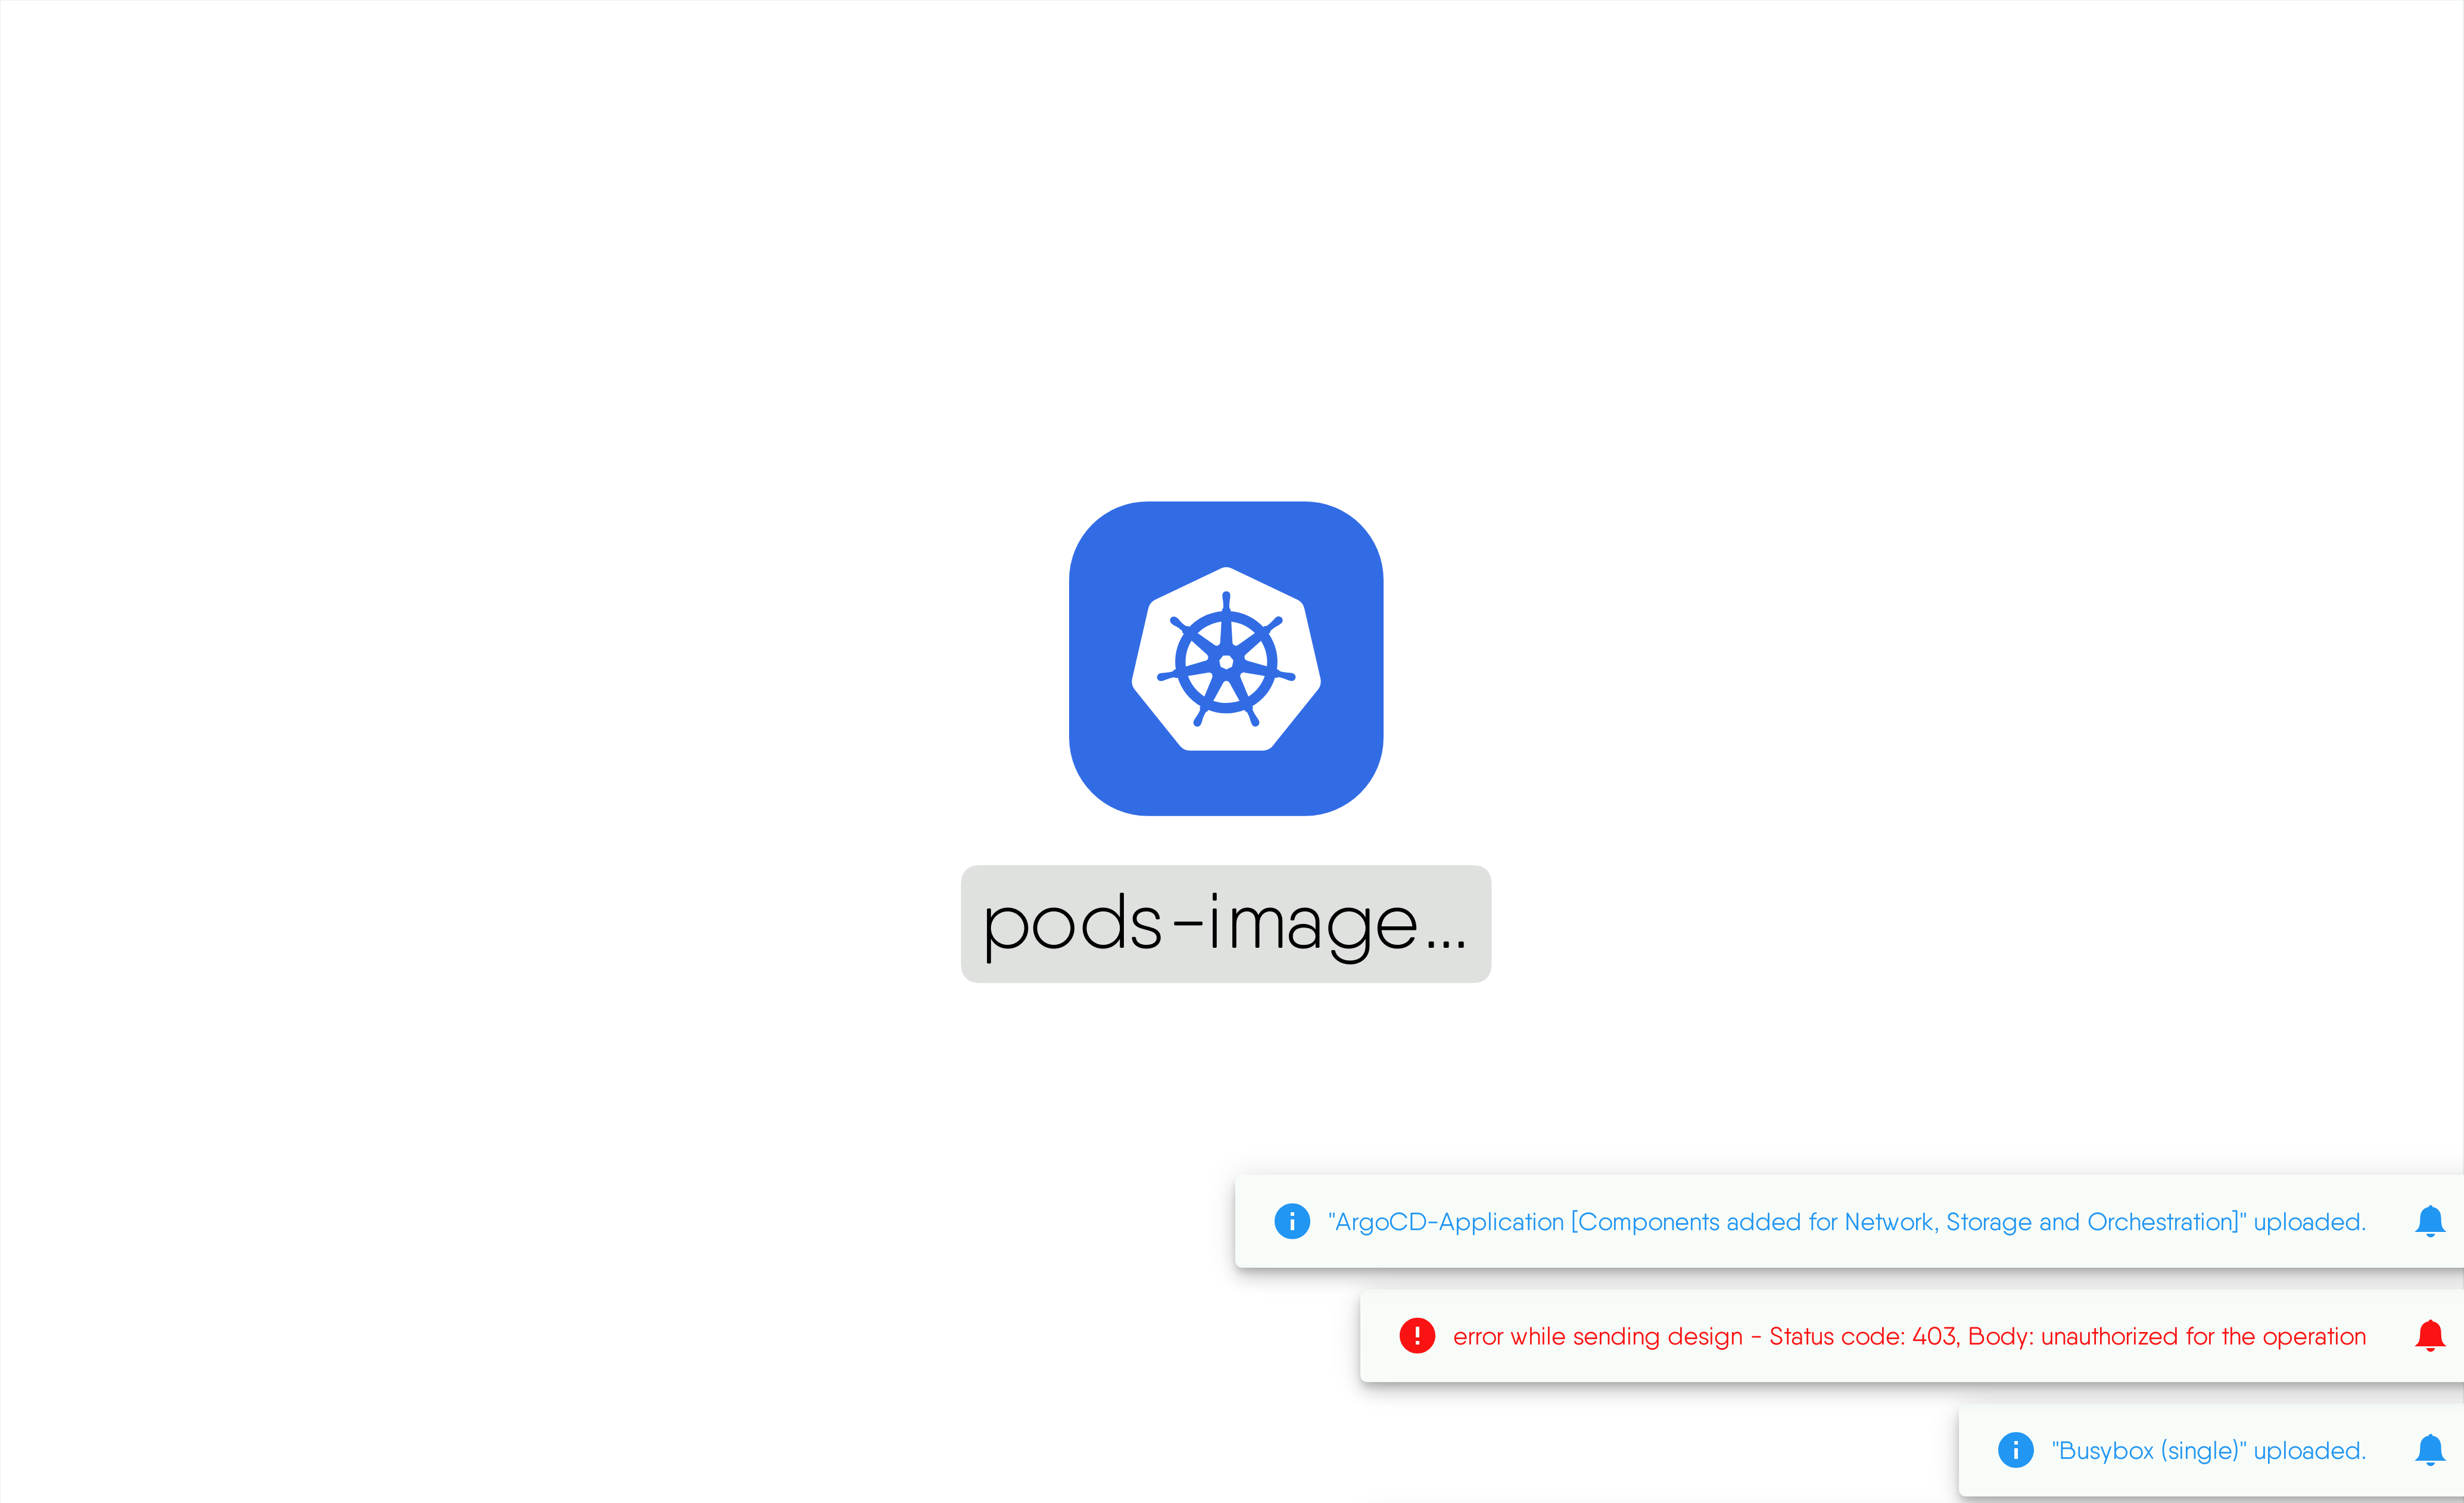 pods-image...
"ArgoCD-Application [Components added for Network, Storage and Orchestration]" uploaded.
error while sending design - Status code: 403, Body: unauthorized for the operation
"Busybox (single)" uploaded.